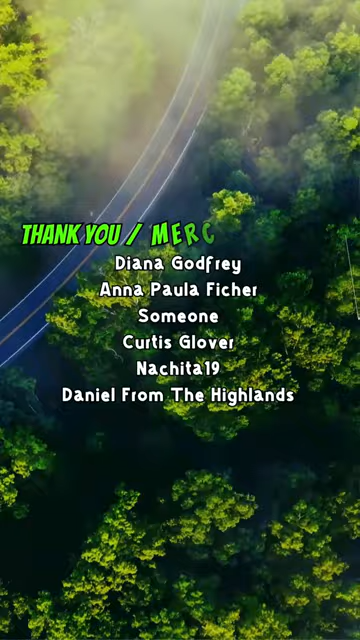 THANK YOU / MERC
Diana Godfrey
Anna Paula Ficher
Someone
Curtis Glover
Nachita19
Daniel From The Highlands